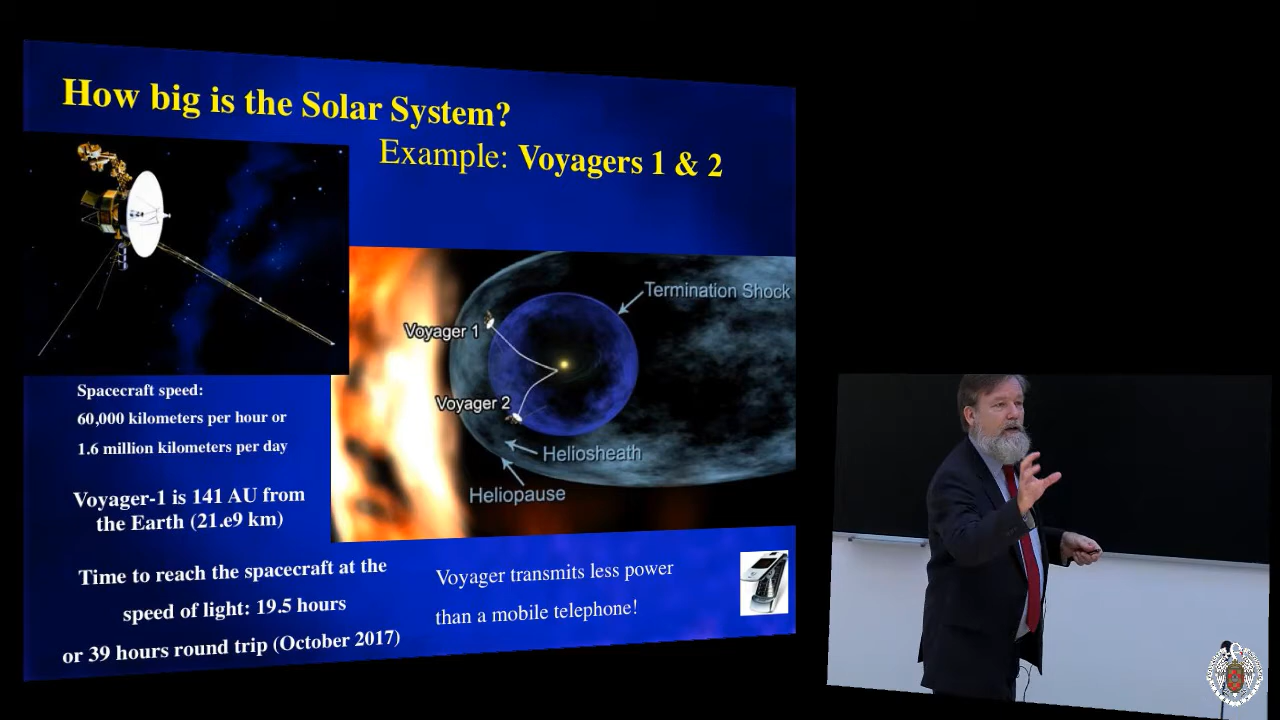 How big is the Solar System?
Example: Voyagers 1 & 2
Termination Shock
Voyager 1
Voyager 2
Heliosheath
Heliopause
Spacecraft speed:
60,000 kilometers per hour or
1.6 million kilometers per day
Voyager-1 is 141 AU from
the Earth (21.e9 km)
Time to reach the spacecraft at the
speed of light: 19.5 hours
or 39 hours round trip (October 2017)
Voyager transmits less power
than a mobile telephone!